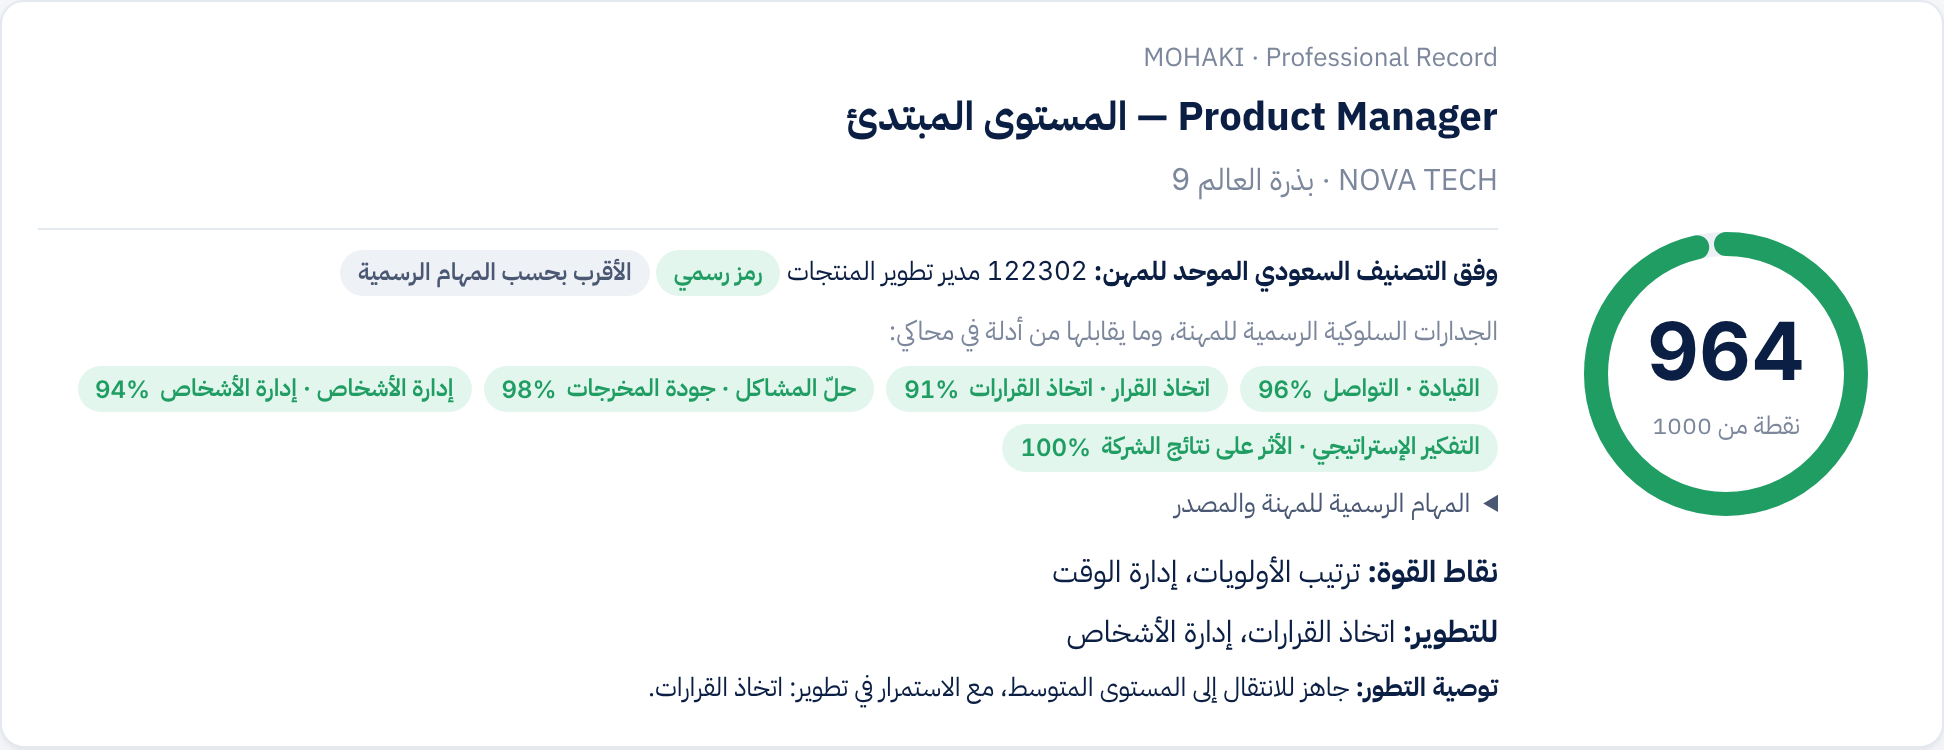 MOHAKI · Professional Record
Product Manager — المستوى المبتدئ
NOVA TECH · بذرة العالم 9
وفق التصنيف السعودي الموحد للمهن: 122302 مدير تطوير المنتجات رمز رسمي الأقرب بحسب المهام الرسمية
الجدارات السلوكية الرسمية للمهنة، وما يقابلها من أدلة في محاكي:
القيادة · التواصل 96% اتخاذ القرار · اتخاذ القرارات 91% حلّ المشاكل · جودة المخرجات 98% إدارة الأشخاص · إدارة الأشخاص 94%
التفكير الإستراتيجي · الأثر على نتائج الشركة 100%
◀ المهام الرسمية للمهنة والمصدر
نقاط القوة: ترتيب الأولويات، إدارة الوقت
للتطوير: اتخاذ القرارات، إدارة الأشخاص
توصية التطور: جاهز للانتقال إلى المستوى المتوسط، مع الاستمرار في تطوير: اتخاذ القرارات.
964
نقطة من 1000